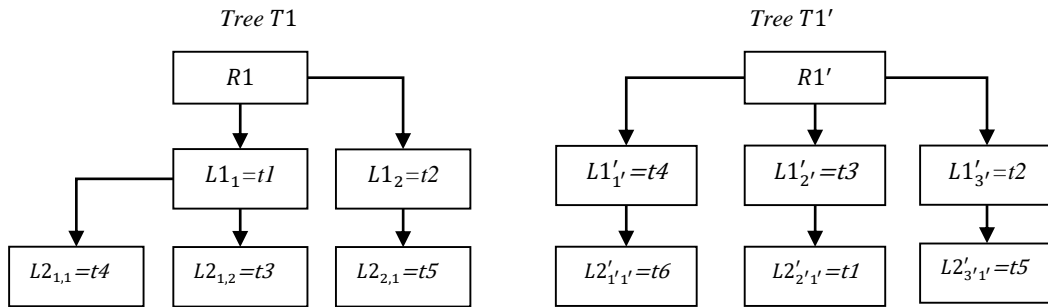 Tree T1 Tree T1′
R1 R1′
L1₁=t1 L1₂=t2 L1′₁′=t4 L1′₂′=t3 L1′₃′=t2
L2₁,₁=t4 L2₁,₂=t3 L2₂,₁=t5 L2′₁′₁′=t6 L2′₂′₁′=t1 L2′₃′₁′=t5